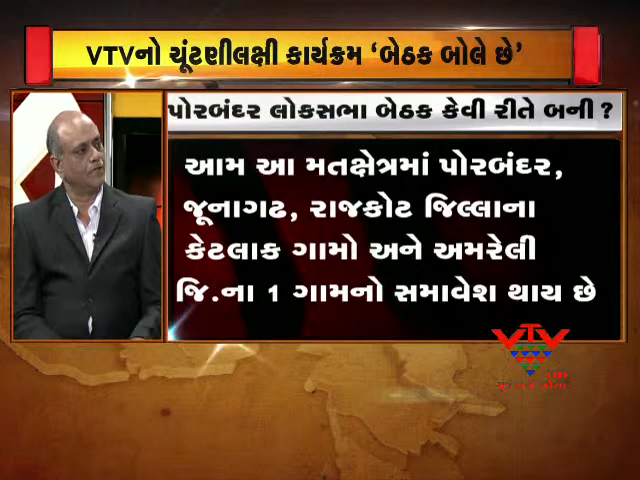 VTVનો ચૂંટણીલક્ષી કાર્યક્રમ ‘બેઠક બોલે છે’
પોરબંદર લોકસભા બેઠક કેવી રીતે બની ?
આમ આ મતક્ષેત્રમાં પોરબંદર,
જૂનાગઢ, રાજકોટ જિલ્લાના
કેટલાક ગામો અને અમરેલી
જિ.ના 1 ગામનો સમાવેશ થાય છે
VTV